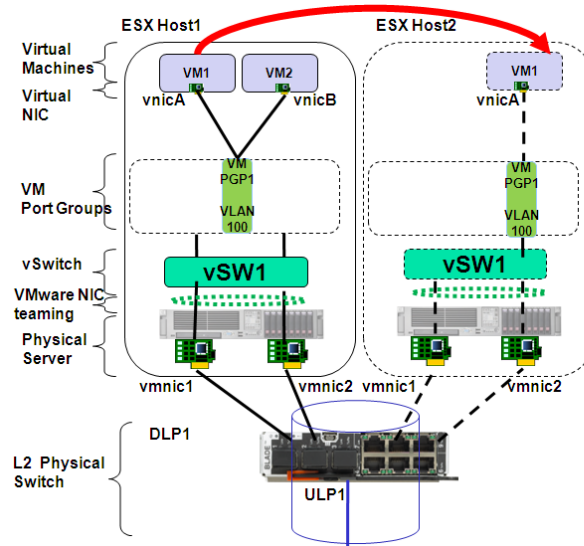 ESX Host1
ESX Host2
Virtual
Machines
VM1
VM2
VM1
Virtual
NIC
vnicA
vnicB
vnicA
VM
Port Groups
VM
PGP1
VLAN
100
VM
PGP1
VLAN
100
vSwitch
vSW1
vSW1
VMware NIC
teaming
Physical
Server
vmnic1
vmnic2
vmnic1
vmnic2
DLP1
L2 Physical
Switch
BLADE
ULP1